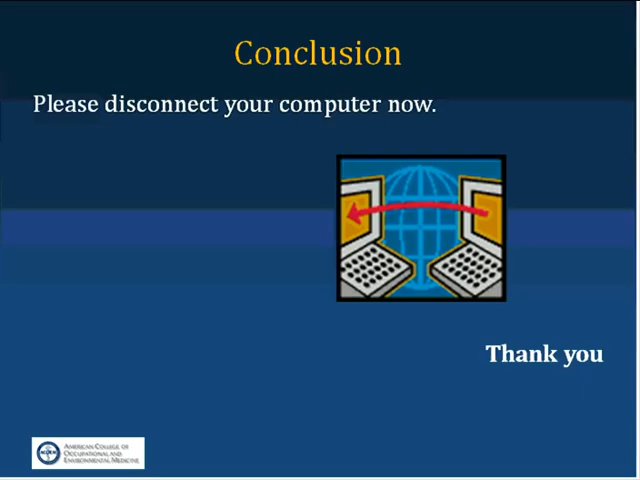 Conclusion
Please disconnect your computer now.
Thank you
AMERICAN COLLEGE OF
OCCUPATIONAL AND
ENVIRONMENTAL MEDICINE